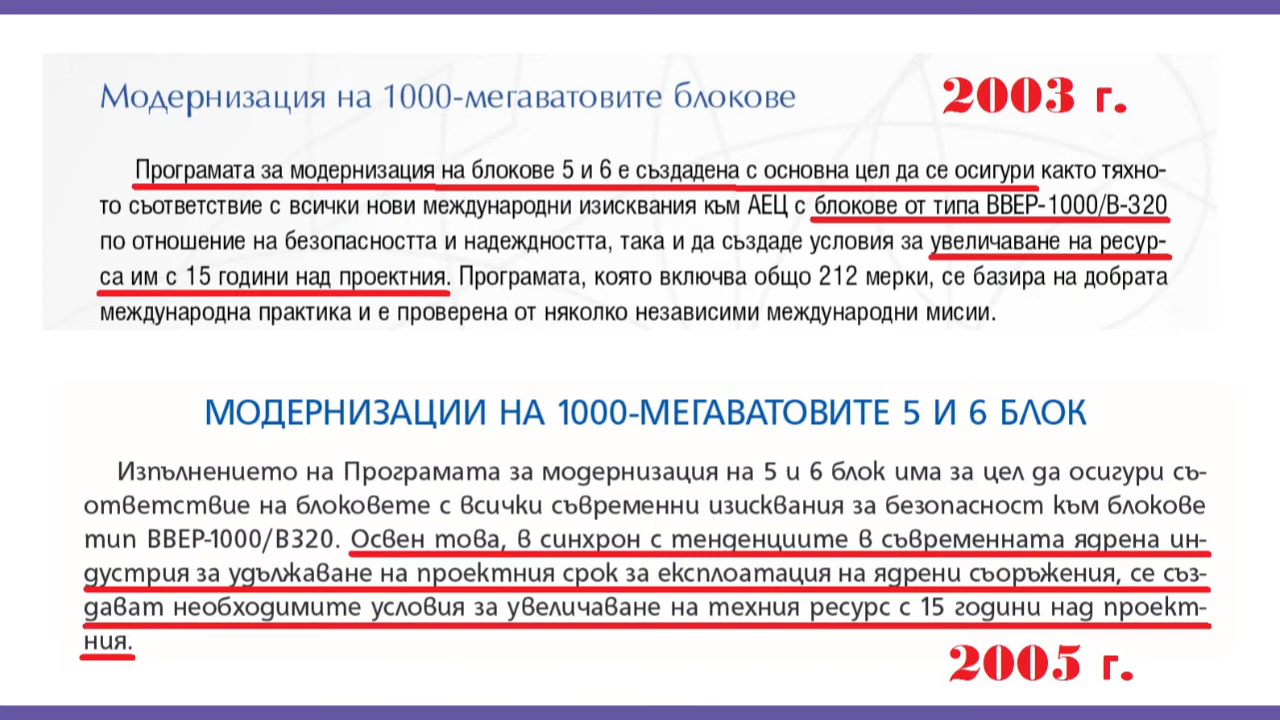 Модернизация на 1000-мегаватовите блокове
2003 г.
Програмата за модернизация на блокове 5 и 6 е създадена с основна цел да се осигури както тяхно-
то съответствие с всички нови международни изисквания към АЕЦ с блокове от типа ВВЕР-1000/В-320
по отношение на безопасността и надеждността, така и да създаде условия за увеличаване на ресур-
са им с 15 години над проектния. Програмата, която включва общо 212 мерки, се базира на добрата
международна практика и е проверена от няколко независими международни мисии.
МОДЕРНИЗАЦИИ НА 1000-МЕГАВАТОВИТЕ 5 И 6 БЛОК
Изпълнението на Програмата за модернизация на 5 и 6 блок има за цел да осигури съ-
ответствие на блоковете с всички съвременни изисквания за безопасност към блокове
тип ВВЕР-1000/В320. Освен това, в синхрон с тенденциите в съвременната ядрена ин-
дустрия за удължаване на проектния срок за експлоатация на ядрени съоръжения, се съз-
дават необходимите условия за увеличаване на техния ресурс с 15 години над проект-
ния.
2005 г.